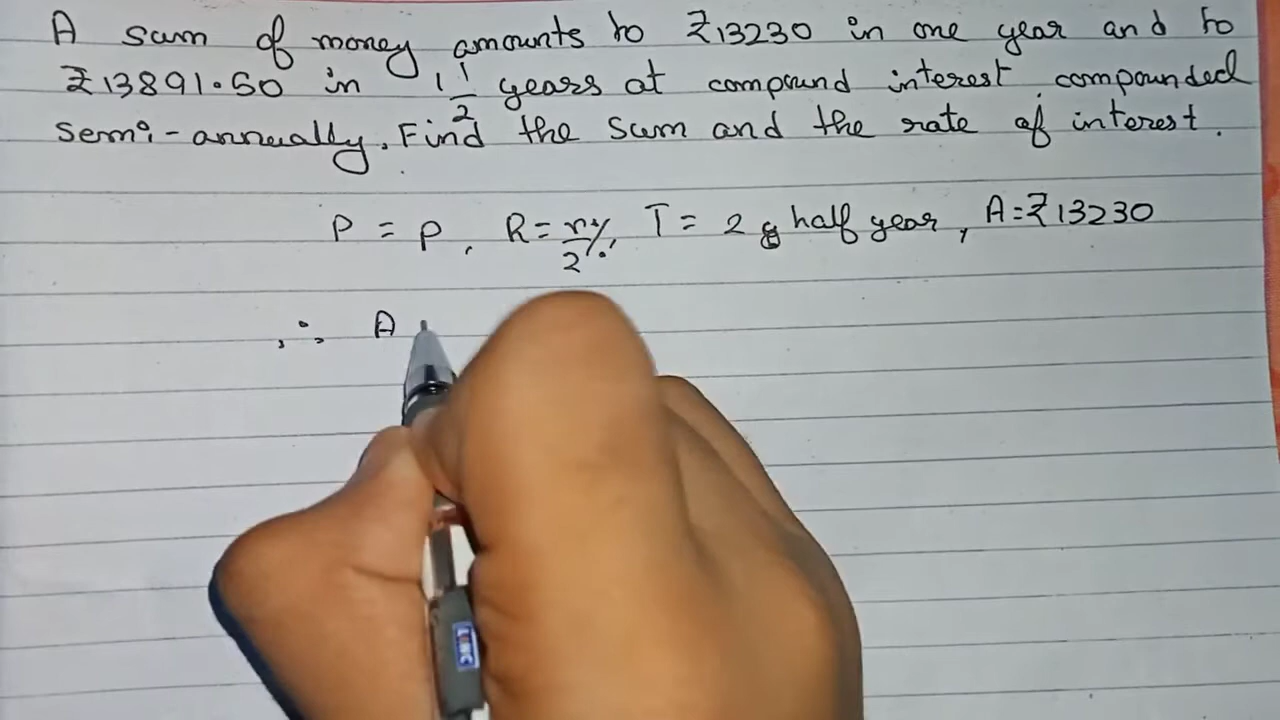 A sum of money amounts to ₹13230 in one year and to
₹13891.50 in 1 1/2 years at compound interest compounded
semi-annually. Find the sum and the rate of interest.
P = p, R = r/2 %, T = 2 half year, A = ₹13230
∴ A